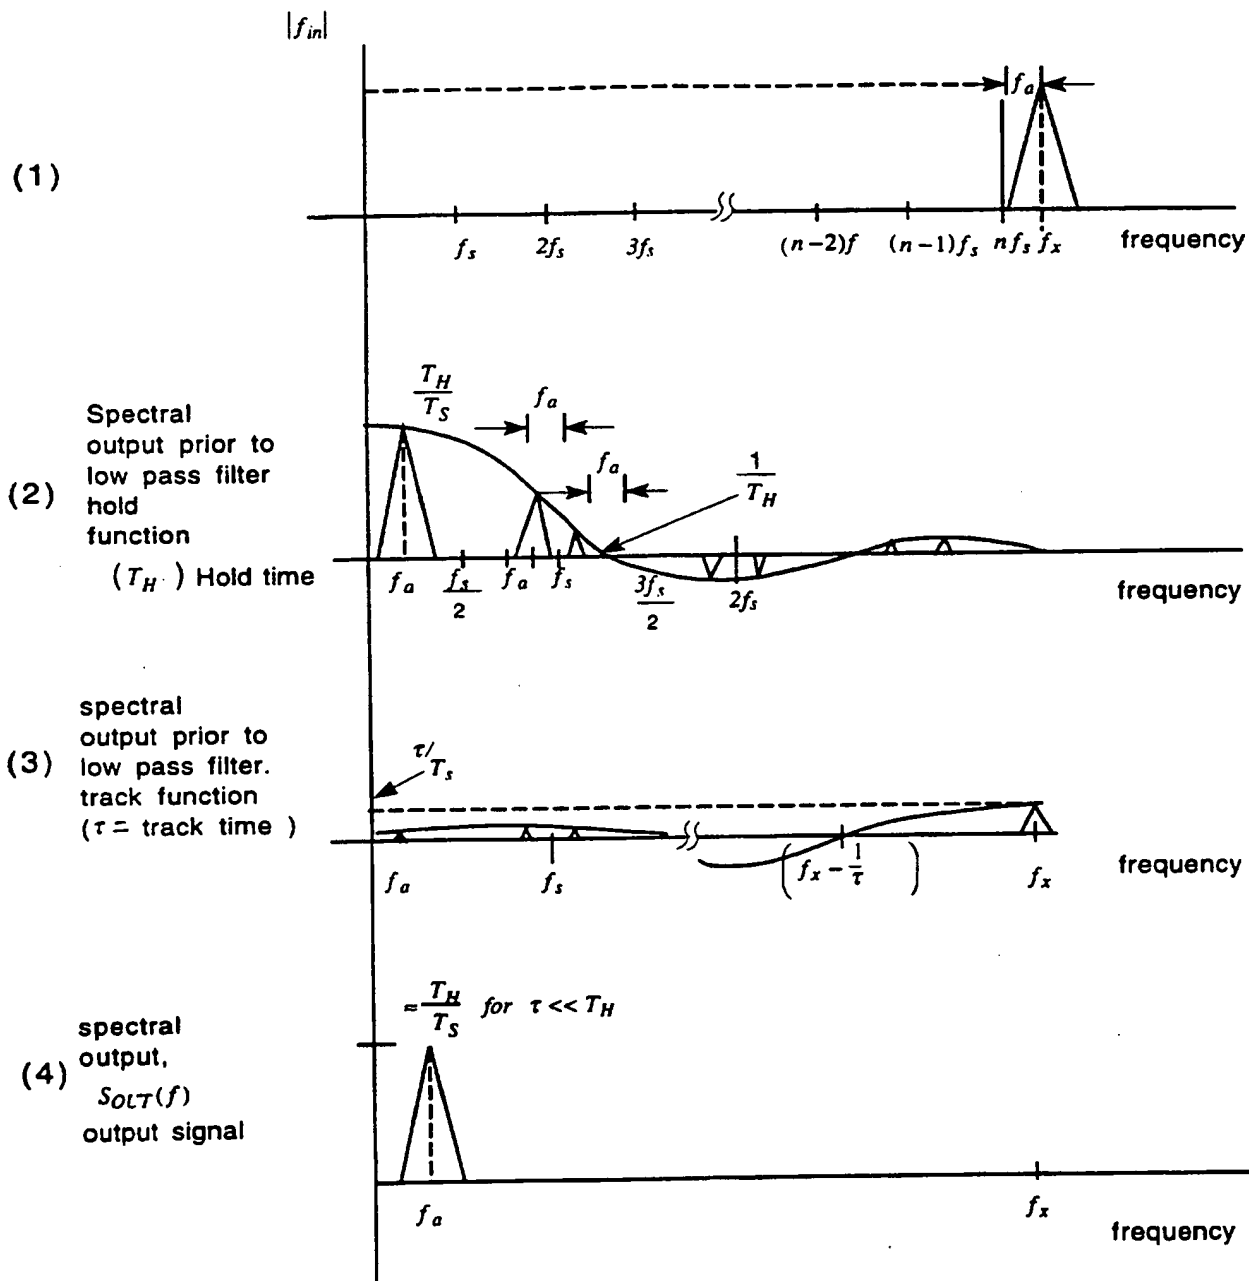 |f_in|
f_a
(1)
f_s 2f_s 3f_s (n-2)f (n-1)f_s nf_s f_x frequency
T_H/T_S
f_a
f_a
1/T_H
(2)
Spectral
output prior to
low pass filter
hold
function
(T_H) Hold time
f_a f_s/2 f_a f_s 3f_s/2 2f_s frequency
(3)
spectral
output prior to
low pass filter.
track function
(τ = track time )
τ/T_s
f_a f_s (f_x - 1/τ) f_x frequency
≈ T_H/T_S for τ << T_H
(4)
spectral
output,
S_OLT(f)
output signal
f_a f_x frequency